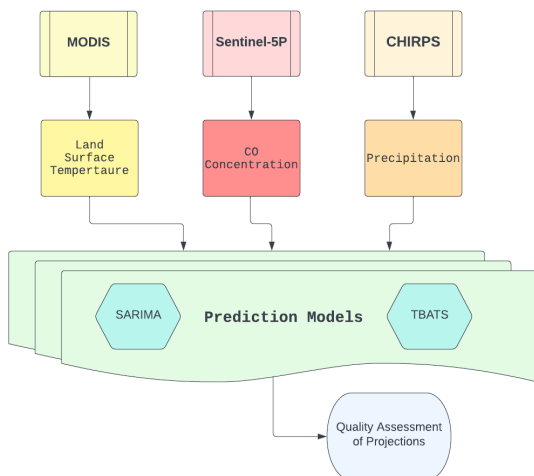 MODIS
Sentinel-5P
CHIRPS
Land
Surface
Tempertaure
CO
Concentration
Precipitation
SARIMA
Prediction Models
TBATS
Quality Assessment
of Projections